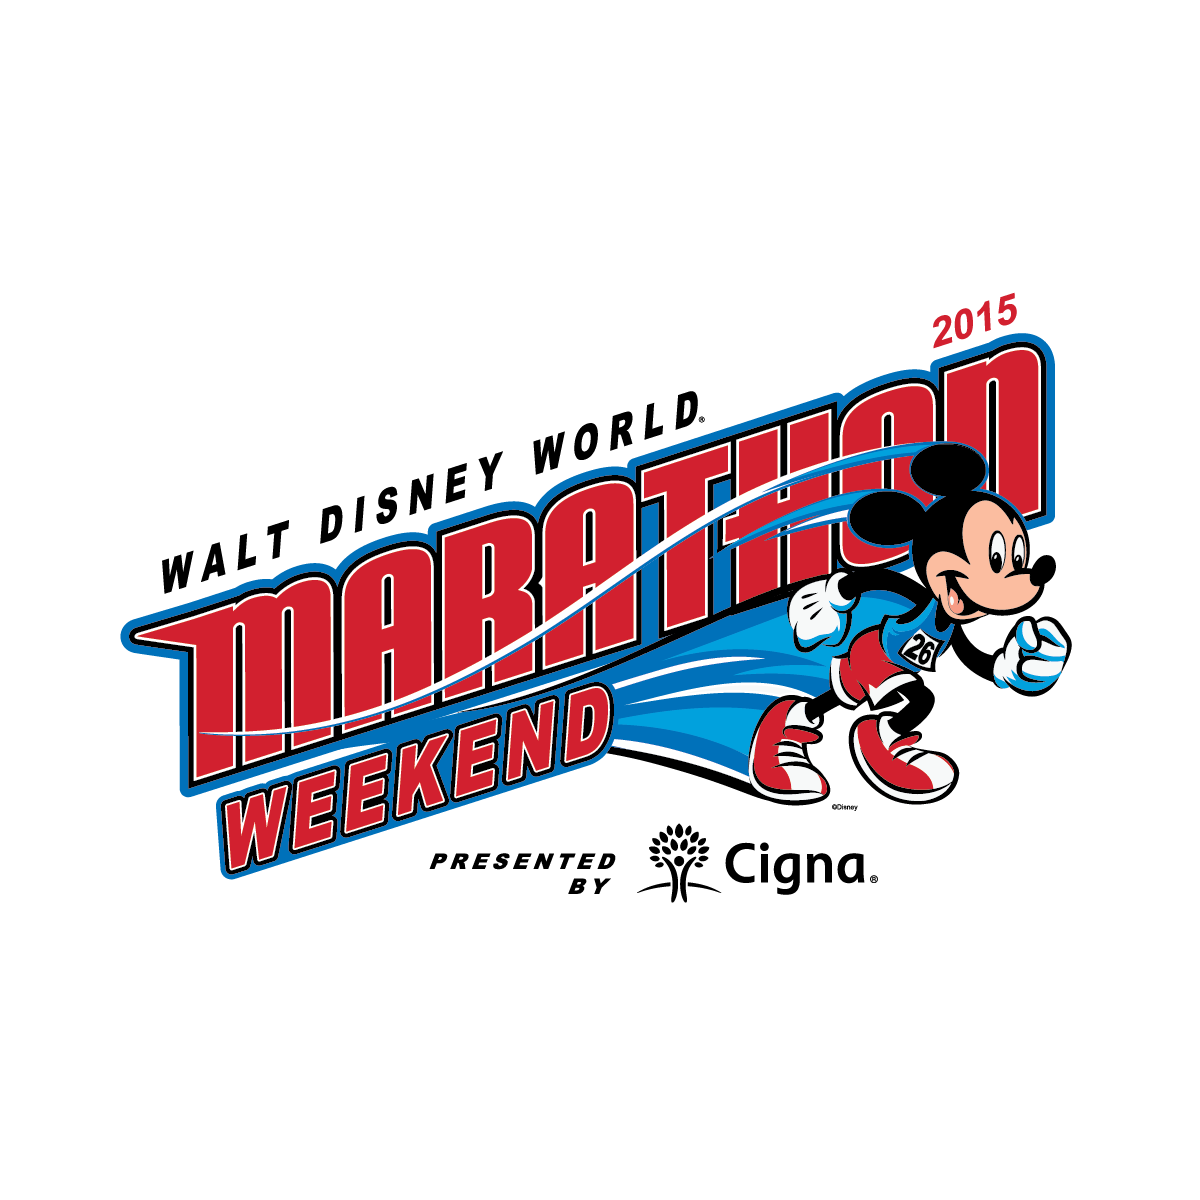 2015
WALT DISNEY WORLD®
MARATHON
WEEKEND
26
©Disney
PRESENTED
BY
Cigna®